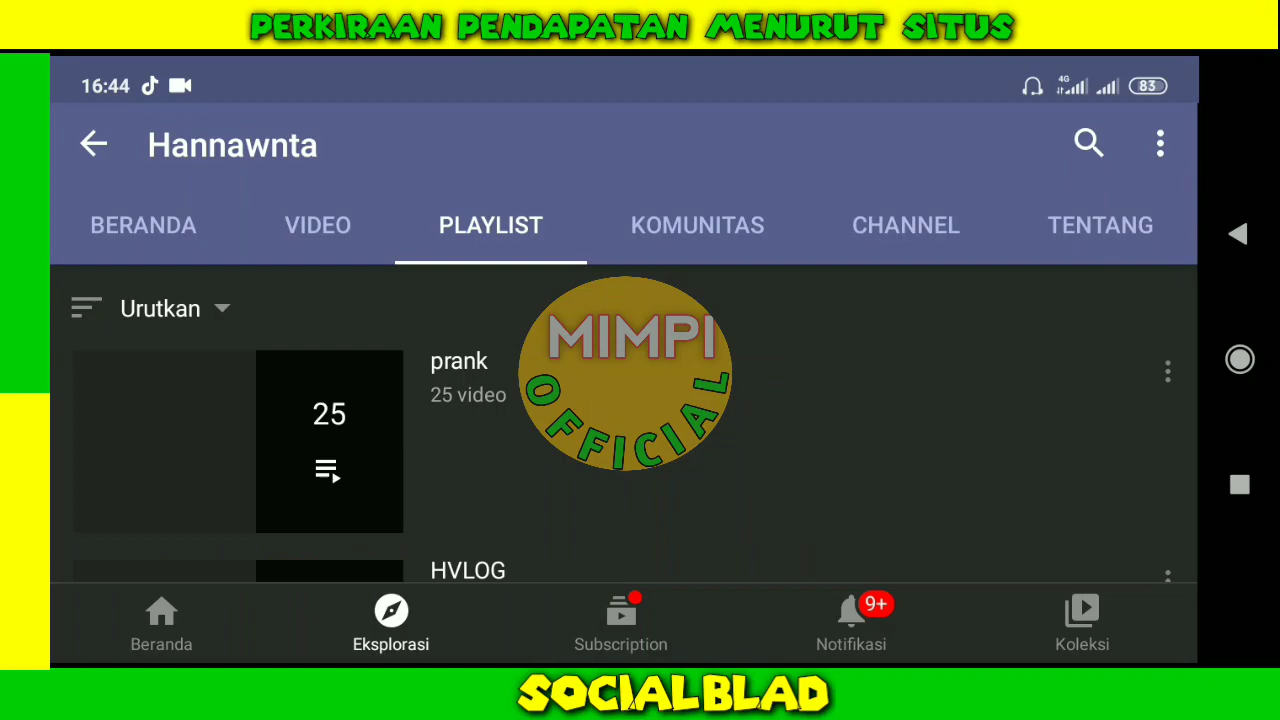 PERKIRAAN PENDAPATAN MENURUT SITUS
16:44 4G 83
Hannawnta
BERANDA VIDEO PLAYLIST KOMUNITAS CHANNEL TENTANG
Urutkan
MIMPI
OFFICIAL
prank
25 video
25
HVLOG
Beranda Eksplorasi Subscription Notifikasi 9+ Koleksi
SOCIALBLAD